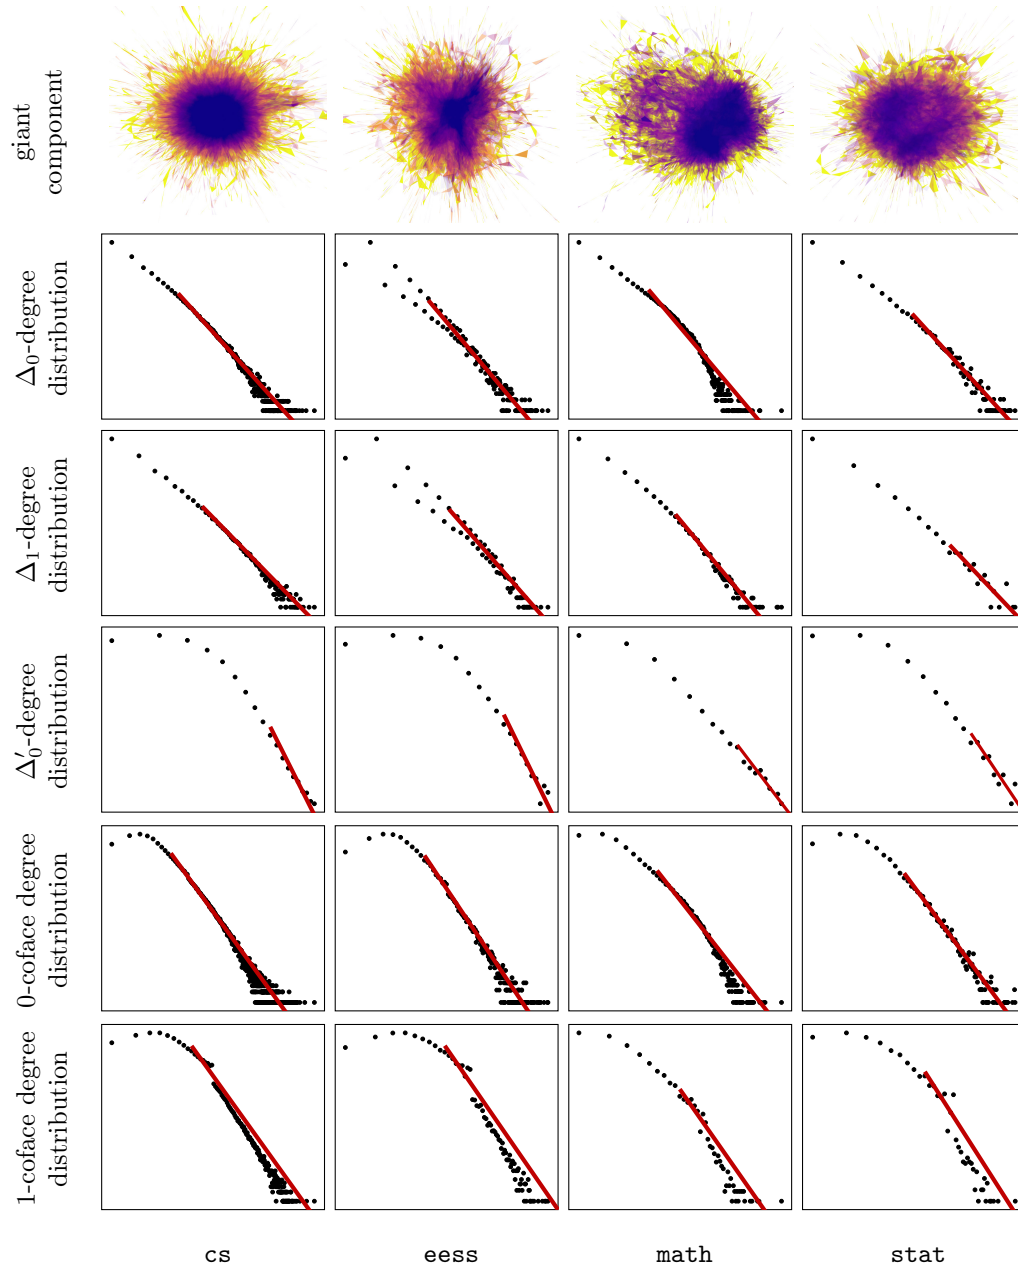 giant
component
Δ₀-degree
distribution
Δ₁-degree
distribution
Δ′₀-degree
distribution
0-coface degree
distribution
1-coface degree
distribution
cs eess math stat